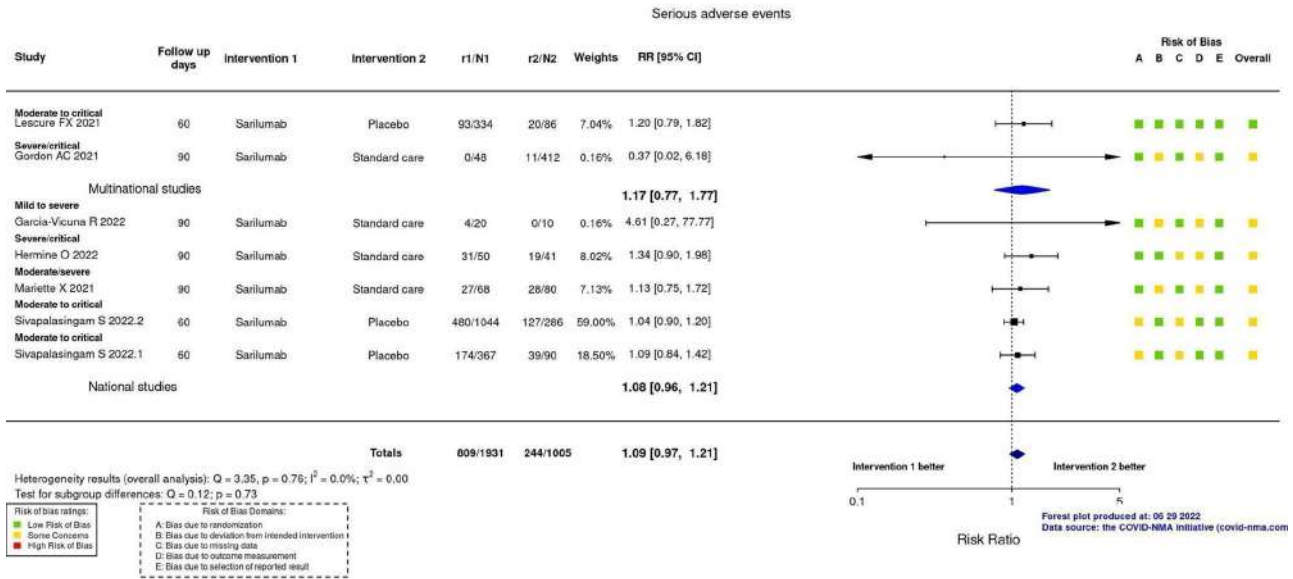 Serious adverse events
Study Follow up days Intervention 1 Intervention 2 r1/N1 r2/N2 Weights RR [95% CI] Risk of Bias A B C D E Overall
Moderate to critical
Lescure FX 2021 60 Sarilumab Placebo 93/334 20/86 7.04% 1.20 [0.79, 1.82]
Severe/critical
Gordon AC 2021 90 Sarilumab Standard care 0/48 11/412 0.16% 0.37 [0.02, 6.18]
Multinational studies 1.17 [0.77, 1.77]
Mild to severe
Garcia-Vicuna R 2022 90 Sarilumab Standard care 4/20 0/10 0.16% 4.61 [0.27, 77.77]
Severe/critical
Hermine O 2022 90 Sarilumab Standard care 31/50 19/41 8.02% 1.34 [0.90, 1.98]
Moderate/severe
Mariette X 2021 90 Sarilumab Standard care 27/68 28/80 7.13% 1.13 [0.75, 1.72]
Moderate to critical
Sivapalasingam S 2022.2 60 Sarilumab Placebo 480/1044 127/286 59.00% 1.04 [0.90, 1.20]
Moderate to critical
Sivapalasingam S 2022.1 60 Sarilumab Placebo 174/367 39/90 18.50% 1.09 [0.84, 1.42]
National studies 1.08 [0.96, 1.21]
Totals 809/1931 244/1005 1.09 [0.97, 1.21]
Intervention 1 better Intervention 2 better
Heterogeneity results (overall analysis): Q = 3.35, p = 0.76; I² = 0.0%; τ² = 0.00
Test for subgroup differences: Q = 0.12; p = 0.73
0.1 1 5
Risk Ratio
Risk of bias ratings:
Low Risk of Bias
Some Concerns
High Risk of Bias
Risk of Bias Domains:
A: Bias due to randomization
B: Bias due to deviation from intended intervention
C: Bias due to missing data
D: Bias due to outcome measurement
E: Bias due to selection of reported result
Forest plot produced at: 06 29 2022
Data source: the COVID-NMA initiative (covid-nma.com